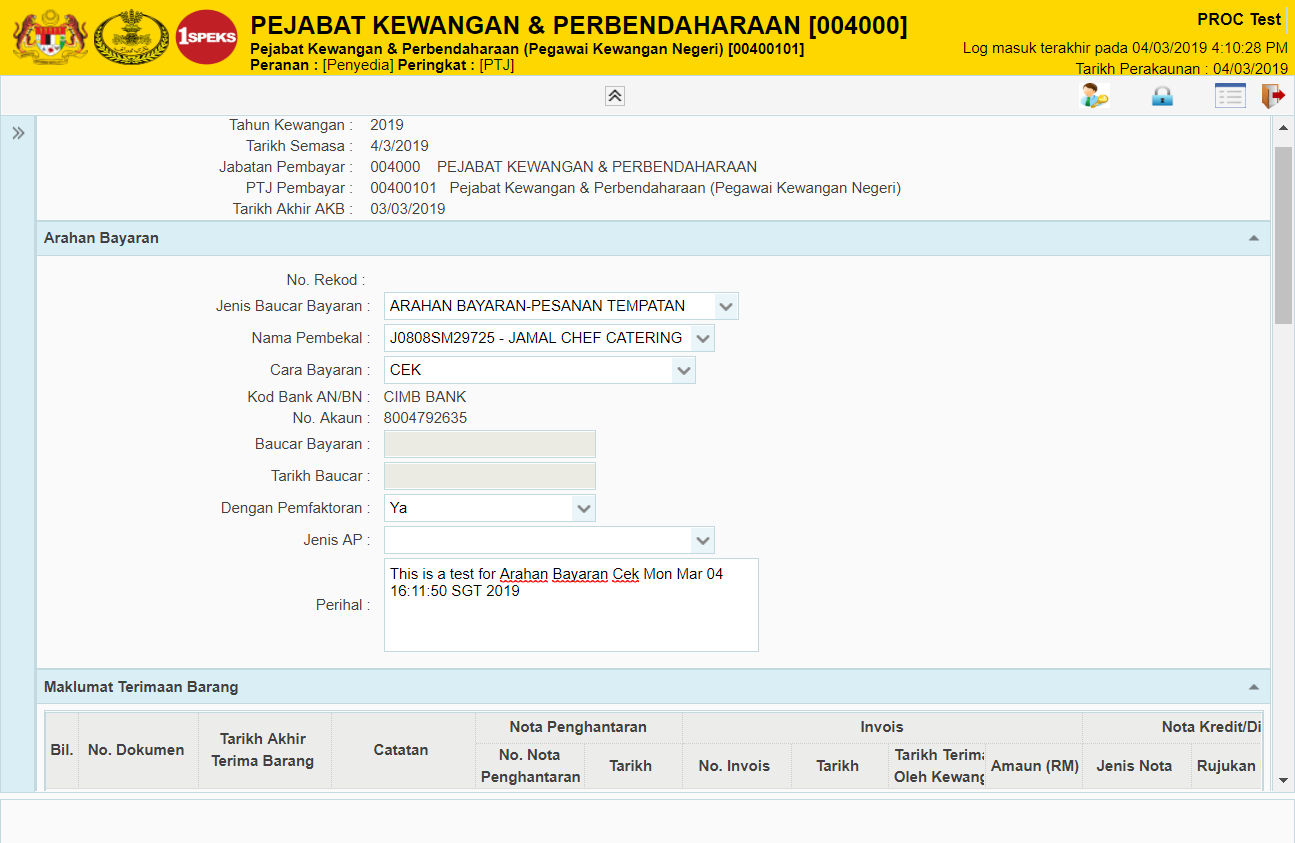 1SPEKS
PEJABAT KEWANGAN & PERBENDAHARAAN [004000]
Pejabat Kewangan & Perbendaharaan (Pegawai Kewangan Negeri) [00400101]
Peranan : [Penyedia] Peringkat : [PTJ]
PROC Test
Log masuk terakhir pada 04/03/2019 4:10:28 PM
Tarikh Perakaunan : 04/03/2019
Tahun Kewangan : 2019
Tarikh Semasa : 4/3/2019
Jabatan Pembayar : 004000 PEJABAT KEWANGAN & PERBENDAHARAAN
PTJ Pembayar : 00400101 Pejabat Kewangan & Perbendaharaan (Pegawai Kewangan Negeri)
Tarikh Akhir AKB : 03/03/2019
Arahan Bayaran
No. Rekod :
Jenis Baucar Bayaran : ARAHAN BAYARAN-PESANAN TEMPATAN
Nama Pembekal : J0808SM29725 - JAMAL CHEF CATERING
Cara Bayaran : CEK
Kod Bank AN/BN : CIMB BANK
No. Akaun : 8004792635
Baucar Bayaran :
Tarikh Baucar :
Dengan Pemfaktoran : Ya
Jenis AP :
Perihal : This is a test for Arahan Bayaran Cek Mon Mar 04
16:11:50 SGT 2019
Maklumat Terimaan Barang
Nota Penghantaran Invois Nota Kredit/Di
Bil. No. Dokumen Tarikh Akhir Terima Barang Catatan No. Nota Penghantaran Tarikh No. Invois Tarikh Tarikh Terima Oleh Kewang Amaun (RM) Jenis Nota Rujukan